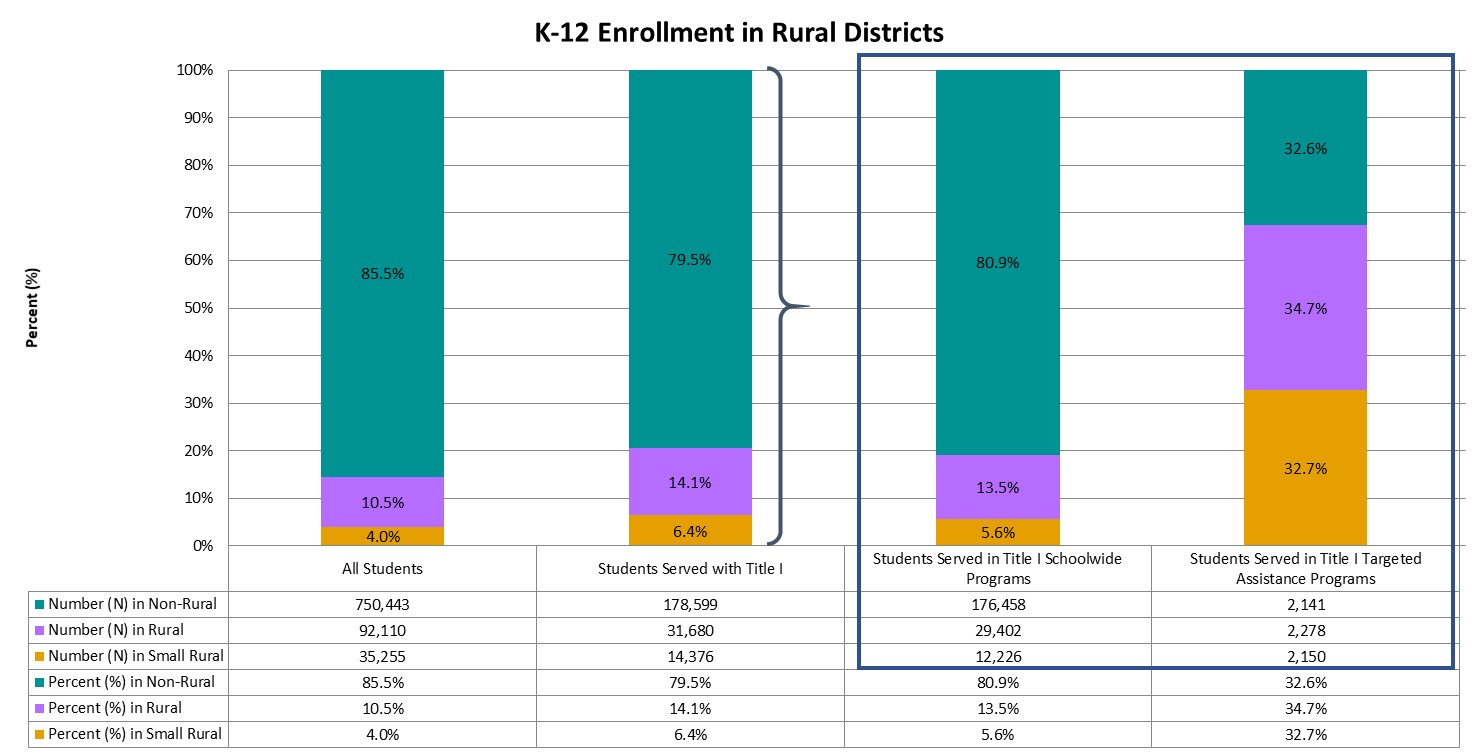 K-12 Enrollment in Rural Districts
Percent (%)
100%
90%
80%
70%
60%
50%
40%
30%
20%
10%
0%
85.5%
10.5%
4.0%
79.5%
14.1%
6.4%
80.9%
13.5%
5.6%
32.6%
34.7%
32.7%
All Students
Students Served with Title I
Students Served in Title I Schoolwide
Programs
Students Served in Title I Targeted
Assistance Programs
Number (N) in Non-Rural 750,443 178,599 176,458 2,141
Number (N) in Rural 92,110 31,680 29,402 2,278
Number (N) in Small Rural 35,255 14,376 12,226 2,150
Percent (%) in Non-Rural 85.5% 79.5% 80.9% 32.6%
Percent (%) in Rural 10.5% 14.1% 13.5% 34.7%
Percent (%) in Small Rural 4.0% 6.4% 5.6% 32.7%